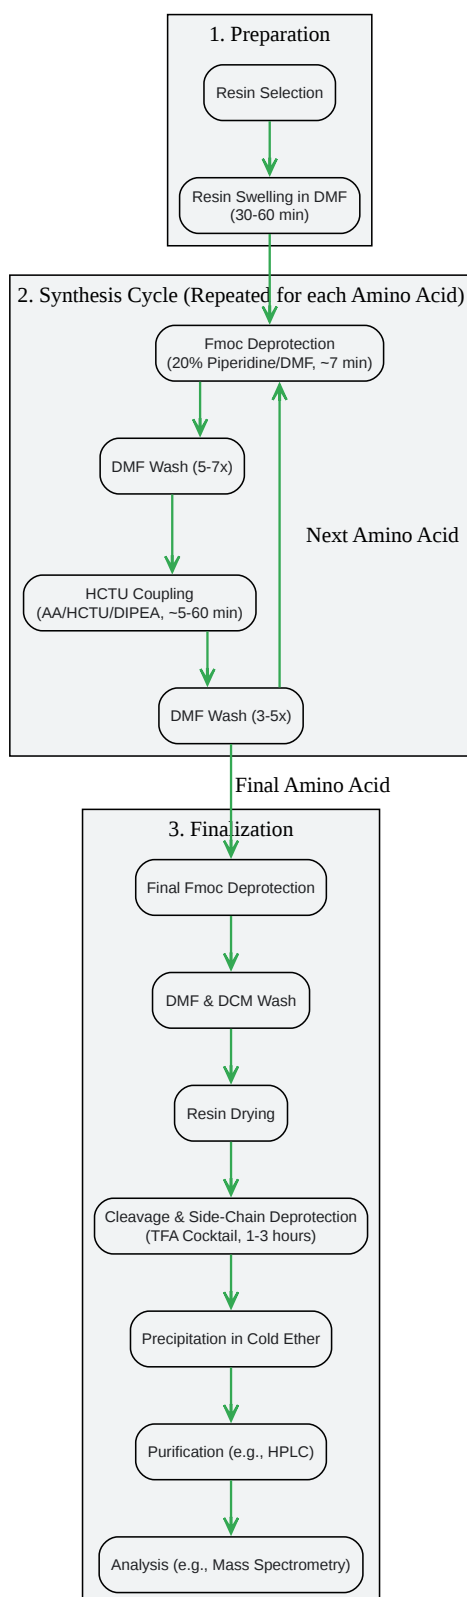 1. Preparation
Resin Selection
Resin Swelling in DMF
(30-60 min)
2. Synthesis Cycle (Repeated for each Amino Acid)
Fmoc Deprotection
(20% Piperidine/DMF, ~7 min)
DMF Wash (5-7x)
Next Amino Acid
HCTU Coupling
(AA/HCTU/DIPEA, ~5-60 min)
DMF Wash (3-5x)
Final Amino Acid
3. Finalization
Final Fmoc Deprotection
DMF & DCM Wash
Resin Drying
Cleavage & Side-Chain Deprotection
(TFA Cocktail, 1-3 hours)
Precipitation in Cold Ether
Purification (e.g., HPLC)
Analysis (e.g., Mass Spectrometry)